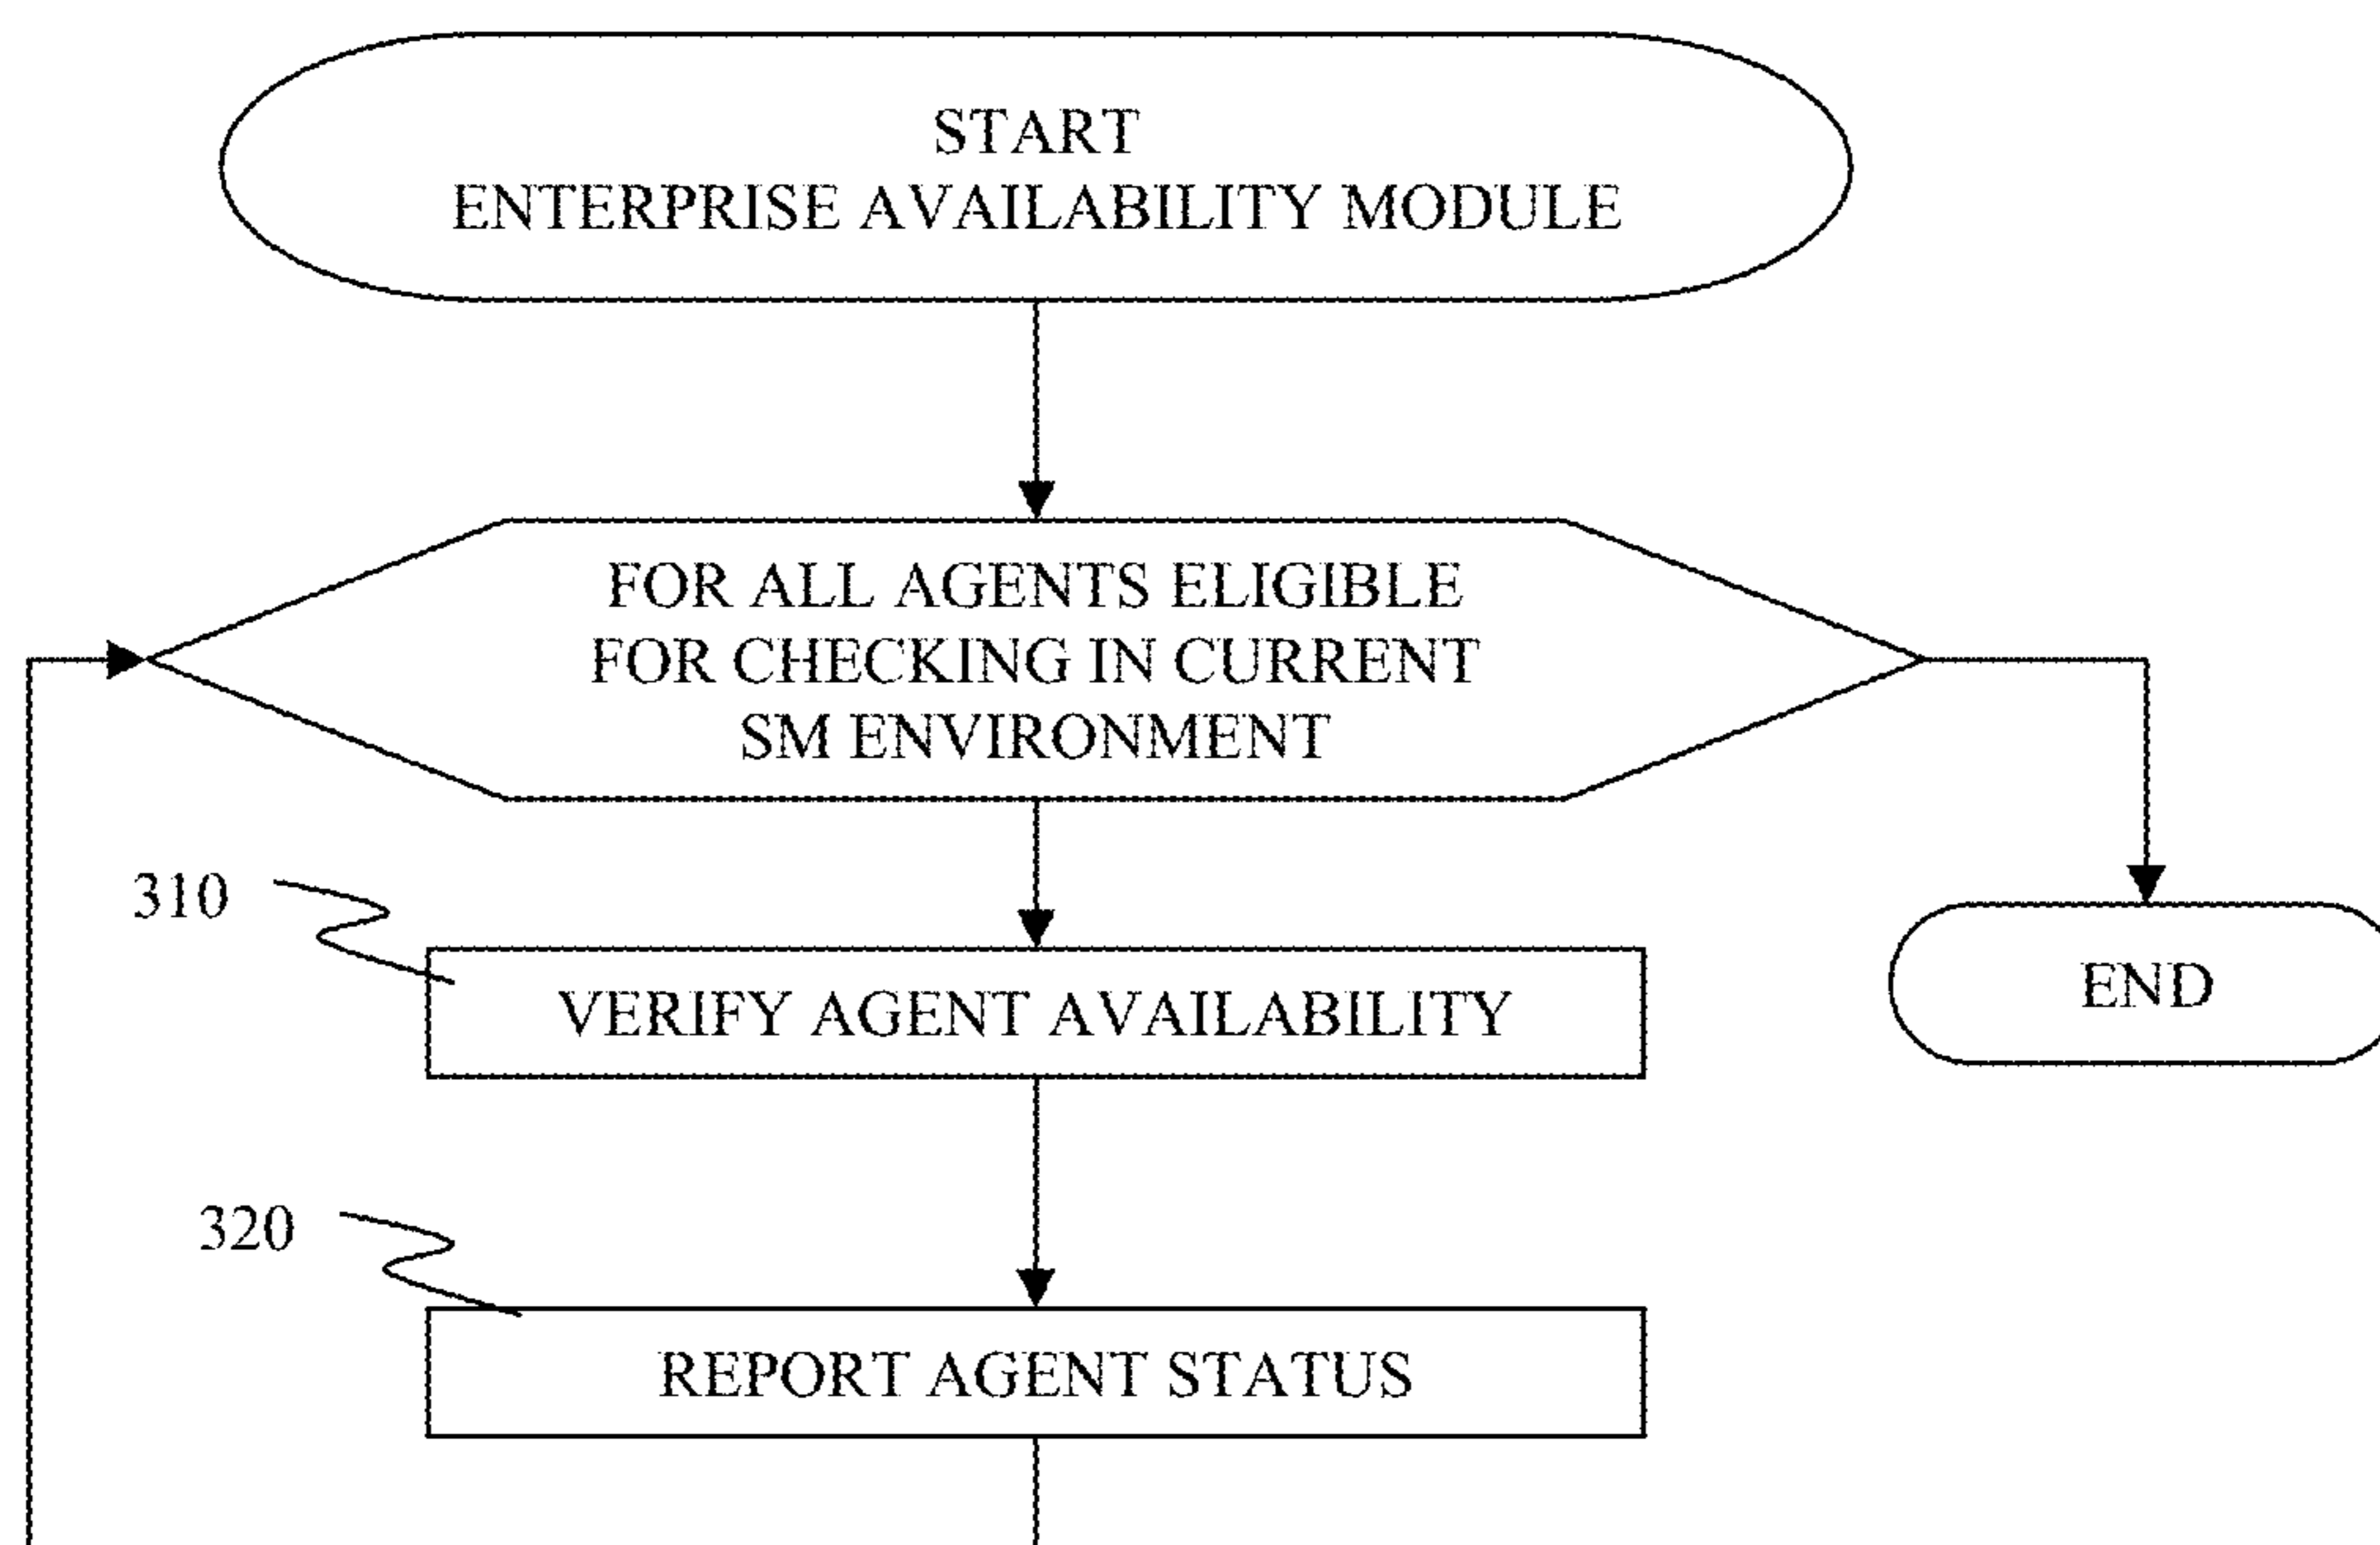 START
ENTERPRISE AVAILABILITY MODULE
FOR ALL AGENTS ELIGIBLE
FOR CHECKING IN CURRENT
SM ENVIRONMENT
310
VERIFY AGENT AVAILABILITY
END
320
REPORT AGENT STATUS